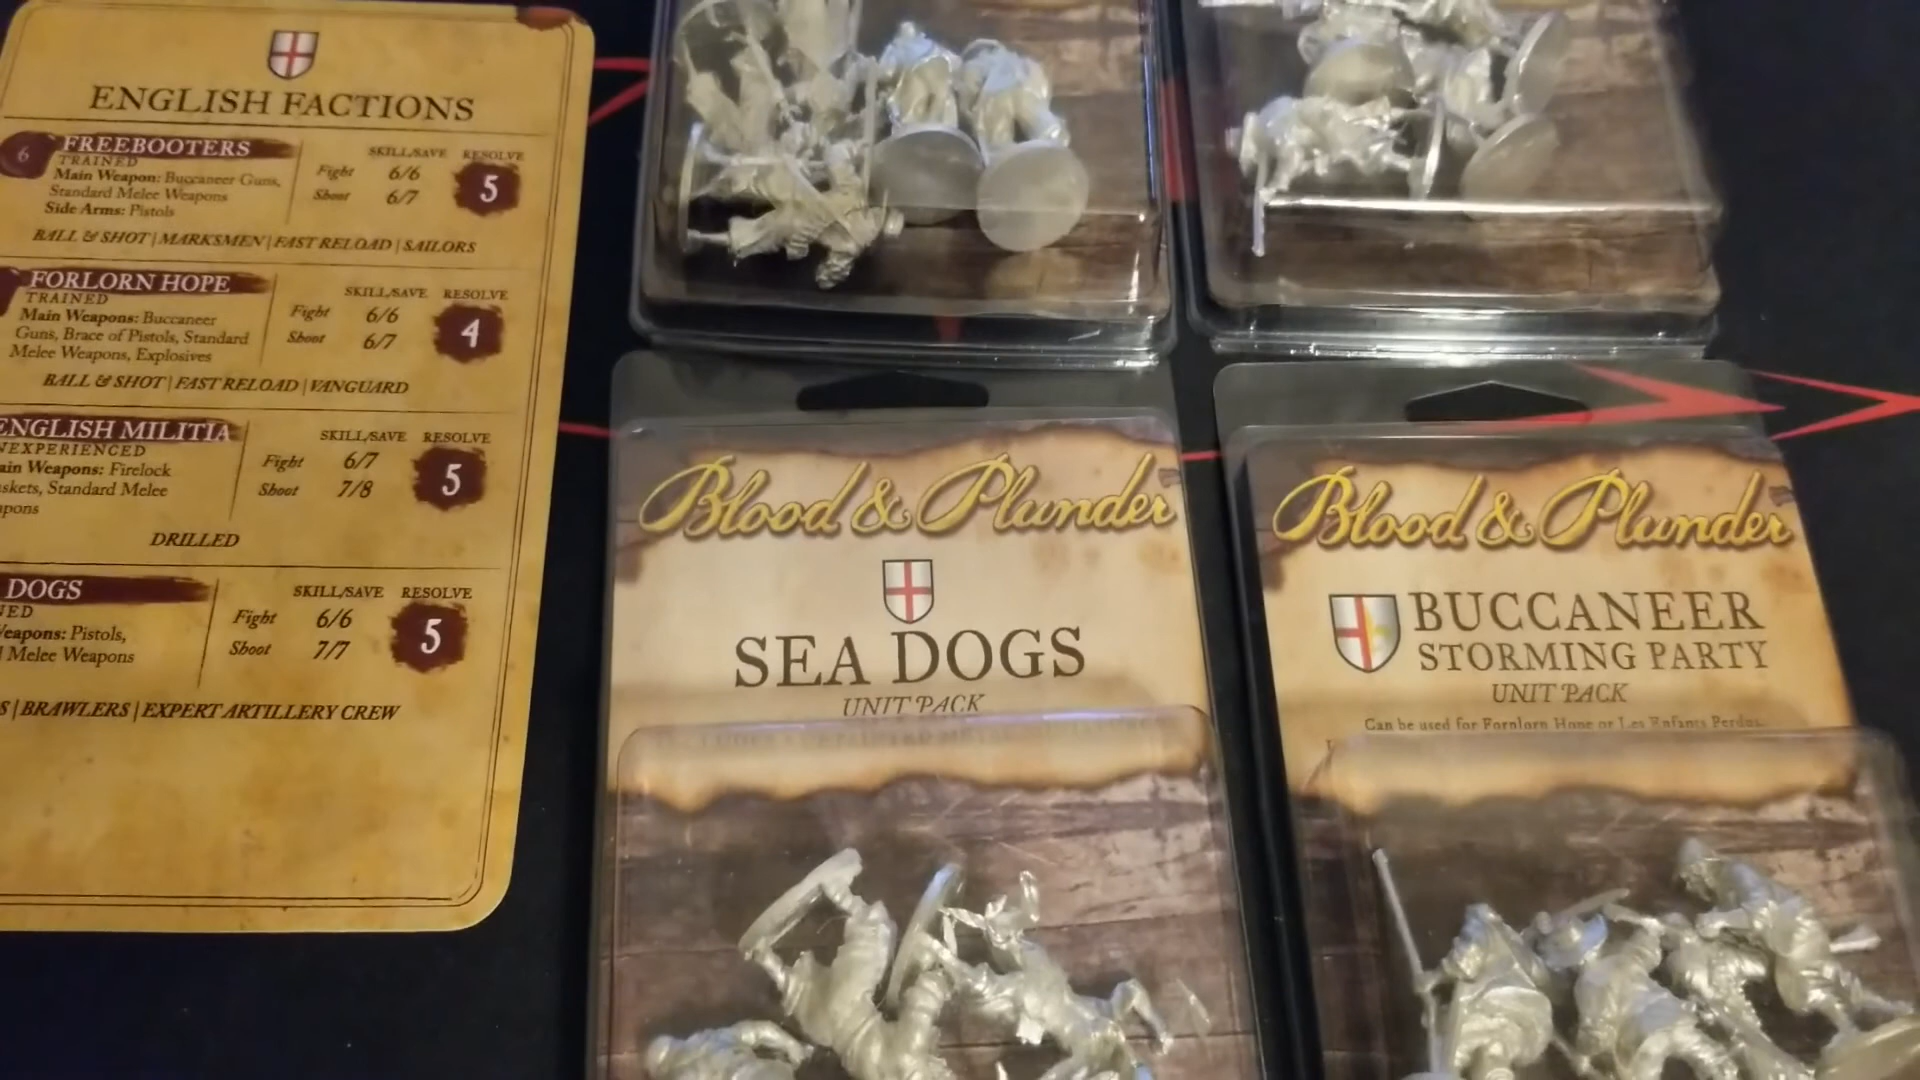 ENGLISH FACTIONS
6
FREEBOOTERS
TRAINED
Main Weapon: Buccaneer Guns,
Standard Melee Weapons
Side Arms: Pistols
SKILL/SAVE RESOLVE
Fight 6/6
Shoot 6/7
5
BALL & SHOT | MARKSMEN | FAST RELOAD | SAILORS
FORLORN HOPE
TRAINED
Main Weapons: Buccaneer
Guns, Brace of Pistols, Standard
Melee Weapons, Explosives
SKILL/SAVE RESOLVE
Fight 6/6
Shoot 6/7
4
BALL & SHOT | FAST RELOAD | VANGUARD
ENGLISH MILITIA
NEXPERIENCED
ain Weapons: Firelock
skets, Standard Melee
pons
SKILL/SAVE RESOLVE
Fight 6/7
Shoot 7/8
5
DRILLED
DOGS
NED
eapons: Pistols,
Melee Weapons
SKILL/SAVE RESOLVE
Fight 6/6
Shoot 7/7
5
S | BRAWLERS | EXPERT ARTILLERY CREW
Blood & Plunder
SEA DOGS
UNIT PACK
Blood & Plunder
BUCCANEER
STORMING PARTY
UNIT PACK
Can be used for Fornlorn Hope or Les Enfants Perdus.